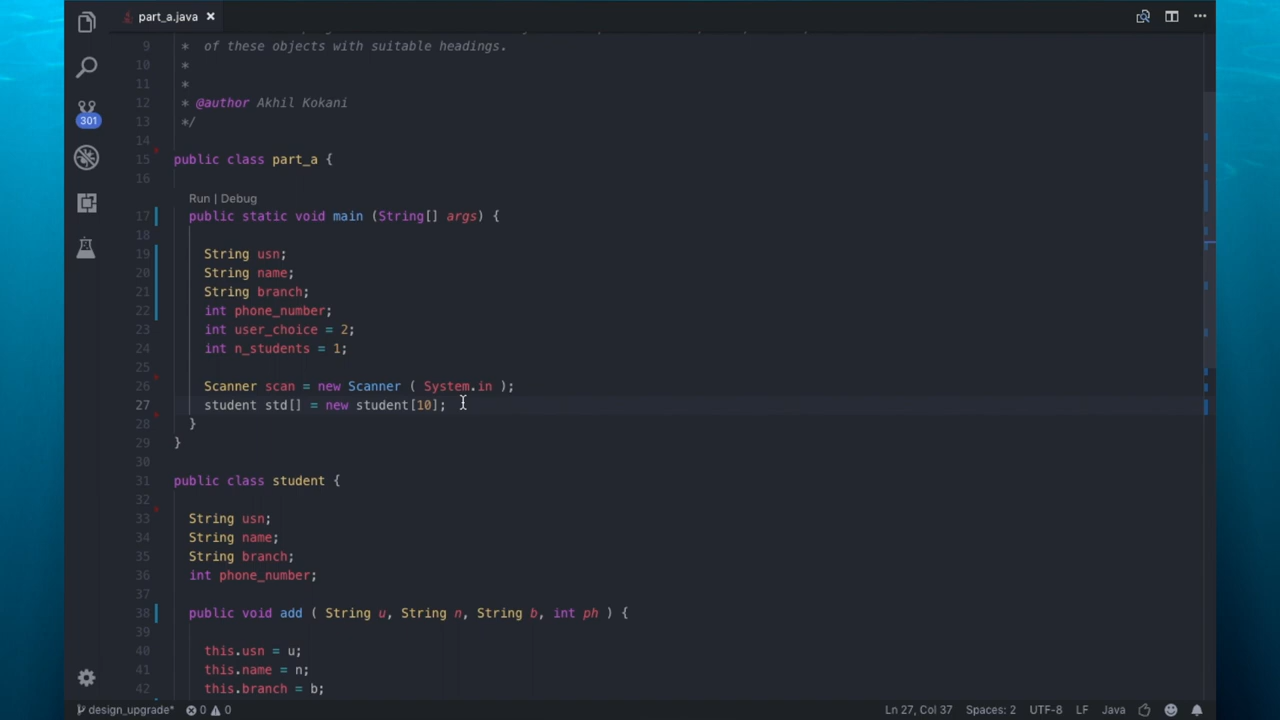 part_a.java ×
9 * of these objects with suitable headings.
10 *
11 *
12 * @author Akhil Kokani
13 */
14
15 public class part_a {
16
Run | Debug
17 public static void main (String[] args) {
18
19 String usn;
20 String name;
21 String branch;
22 int phone_number;
23 int user_choice = 2;
24 int n_students = 1;
25
26 Scanner scan = new Scanner ( System.in );
27 student std[] = new student[10];
28 }
29 }
30
31 public class student {
32
33 String usn;
34 String name;
35 String branch;
36 int phone_number;
37
38 public void add ( String u, String n, String b, int ph ) {
39
40 this.usn = u;
41 this.name = n;
42 this.branch = b;
301
design_upgrade* 0 0 Ln 27, Col 37 Spaces: 2 UTF-8 LF Java